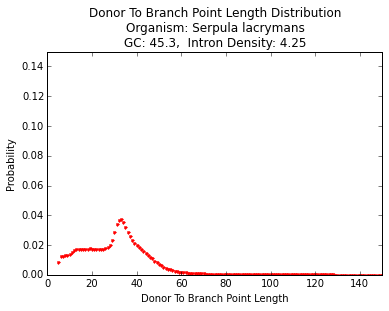 Donor To Branch Point Length Distribution
Organism: Serpula lacrymans
GC: 45.3,  Intron Density: 4.25
0.14
0.12
0.10
0.08
0.06
0.04
0.02
0.00
Probability
0 20 40 60 80 100 120 140
Donor To Branch Point Length